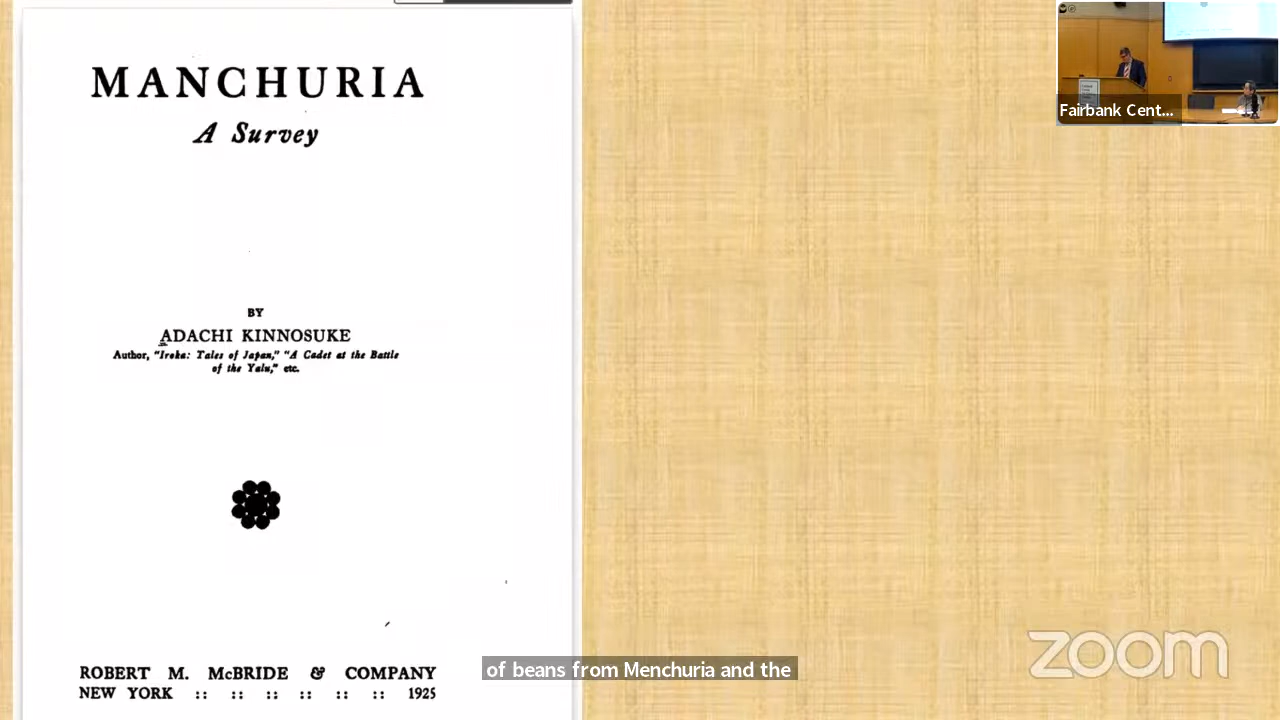 MANCHURIA
A Survey
BY
ADACHI KINNOSUKE
Author, "Iroka: Tales of Japan," "A Cadet at the Battle
of the Yalu," etc.
ROBERT M. McBRIDE & COMPANY
NEW YORK :: :: :: :: :: :: 1925
of beans from Menchuria and the
Fairbank Cent...
zoom